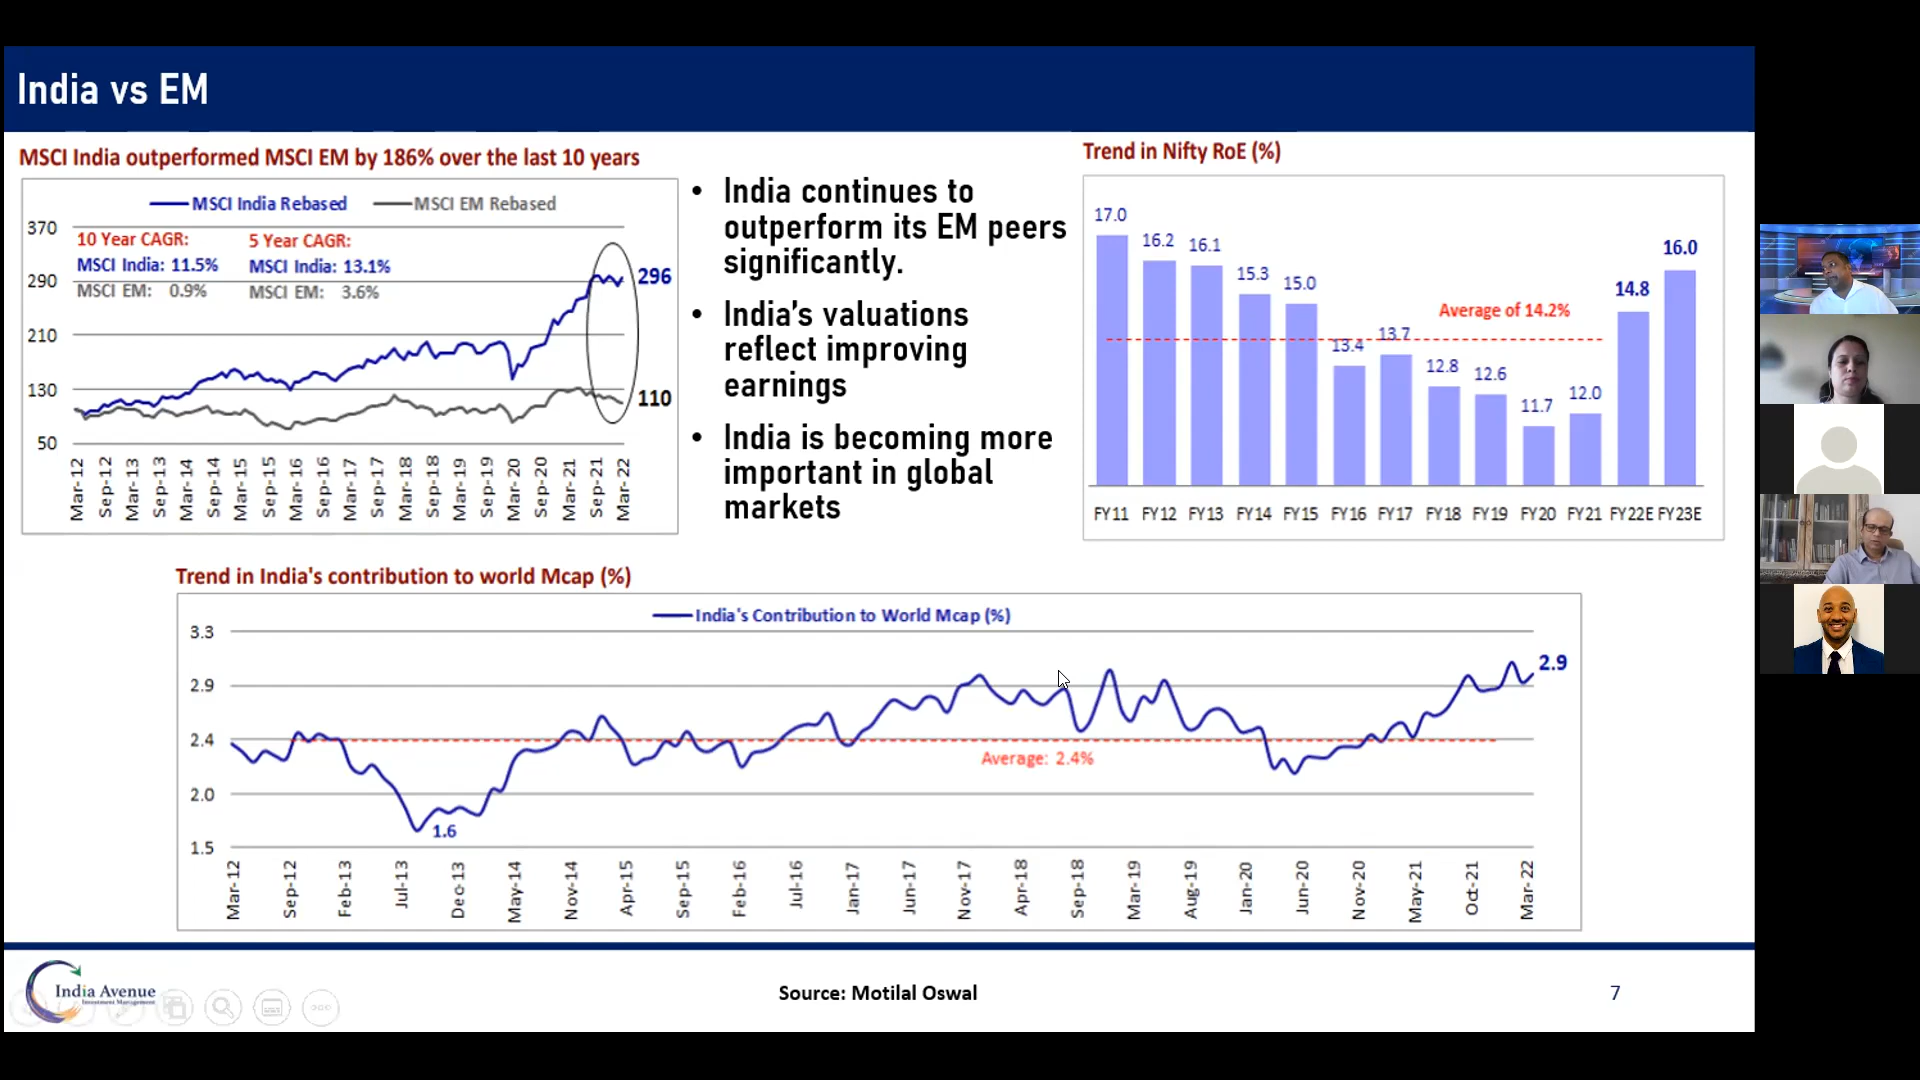 India vs EM
MSCI India outperformed MSCI EM by 186% over the last 10 years
MSCI India Rebased
MSCI EM Rebased
370
290
210
130
50
10 Year CAGR:
MSCI India: 11.5%
MSCI EM: 0.9%
5 Year CAGR:
MSCI India: 13.1%
MSCI EM: 3.6%
296
110
Mar-12
Sep-12
Mar-13
Sep-13
Mar-14
Sep-14
Mar-15
Sep-15
Mar-16
Sep-16
Mar-17
Sep-17
Mar-18
Sep-18
Mar-19
Sep-19
Mar-20
Sep-20
Mar-21
Sep-21
Mar-22
• India continues to
outperform its EM peers
significantly.
• India's valuations
reflect improving
earnings
• India is becoming more
important in global
markets
Trend in Nifty RoE (%)
17.0
16.2
16.1
15.3
15.0
13.4
13.7
12.8
12.6
11.7
12.0
14.8
16.0
Average of 14.2%
FY11
FY12
FY13
FY14
FY15
FY16
FY17
FY18
FY19
FY20
FY21
FY22E
FY23E
Trend in India's contribution to world Mcap (%)
India's Contribution to World Mcap (%)
3.3
2.9
2.4
2.0
1.5
1.6
Average: 2.4%
2.9
Mar-12
Sep-12
Feb-13
Jul-13
Dec-13
May-14
Nov-14
Apr-15
Sep-15
Feb-16
Jul-16
Jan-17
Jun-17
Nov-17
Apr-18
Sep-18
Mar-19
Aug-19
Jan-20
Jun-20
Nov-20
May-21
Oct-21
Mar-22
India Avenue
Investment Management
Source: Motilal Oswal
7